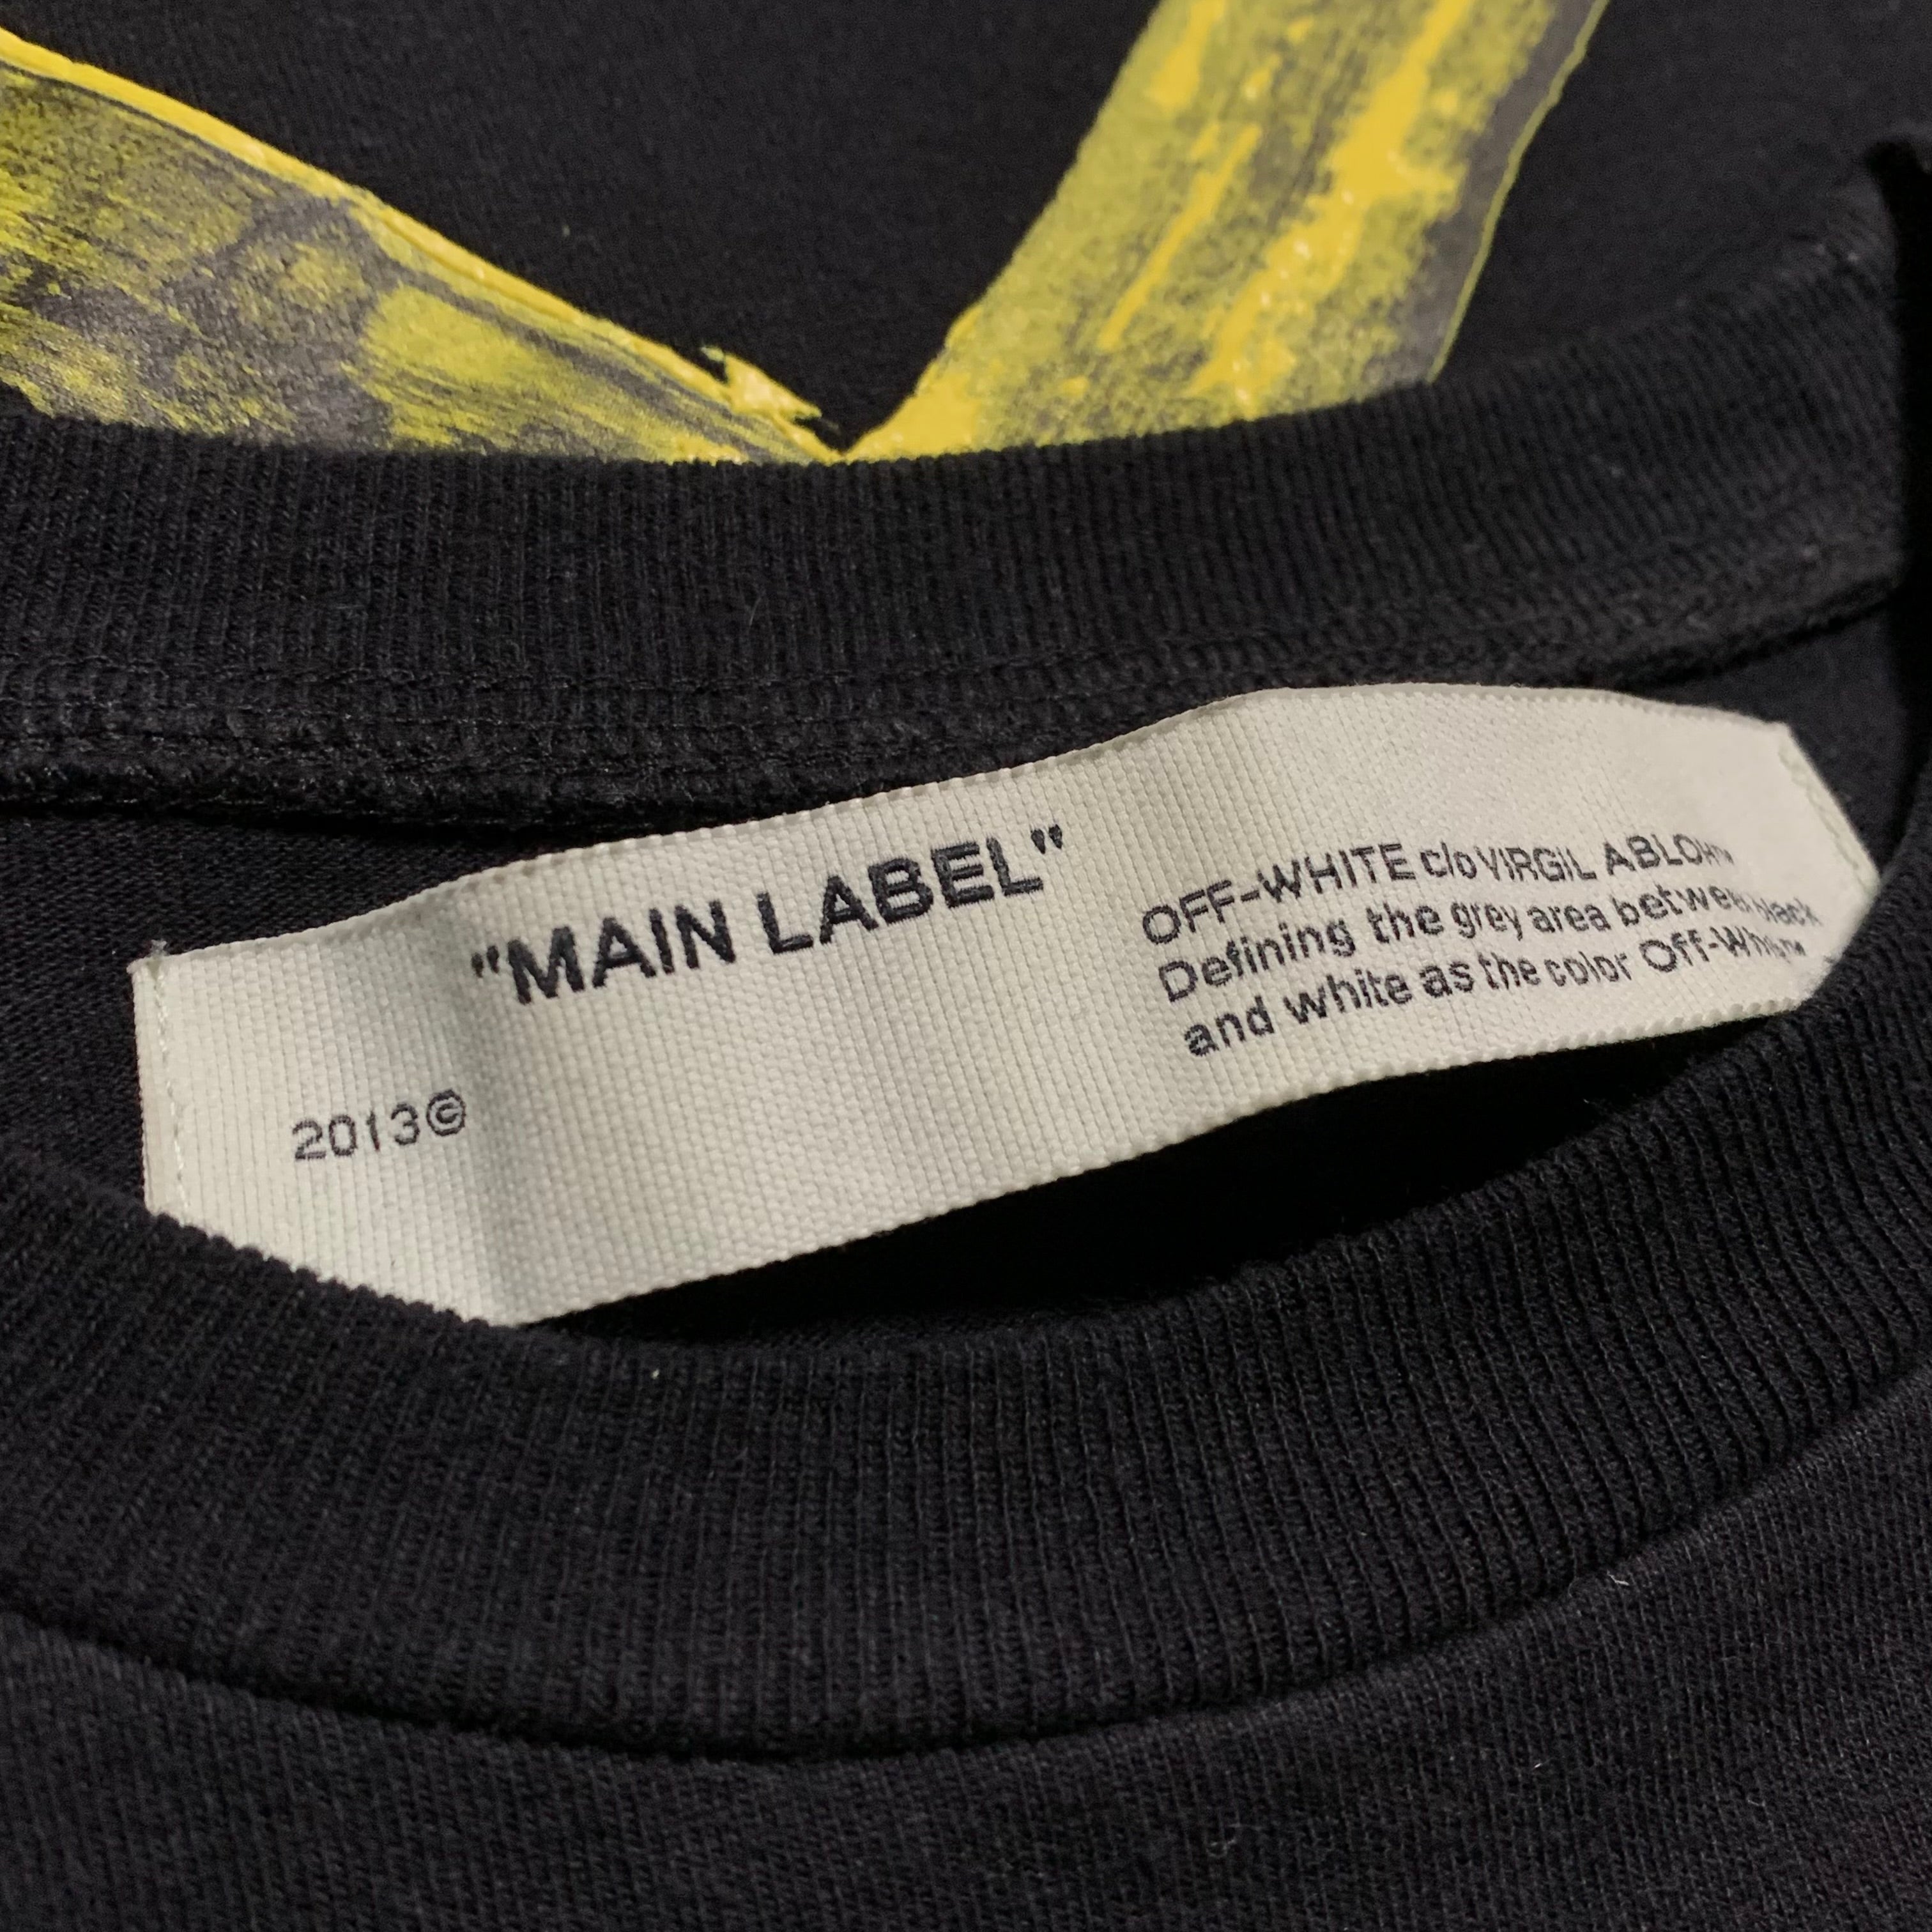 "MAIN LABEL"
2013©
OFF-WHITE c/o VIRGIL ABLOH™
Defining the grey area between black
and white as the color Off-White™